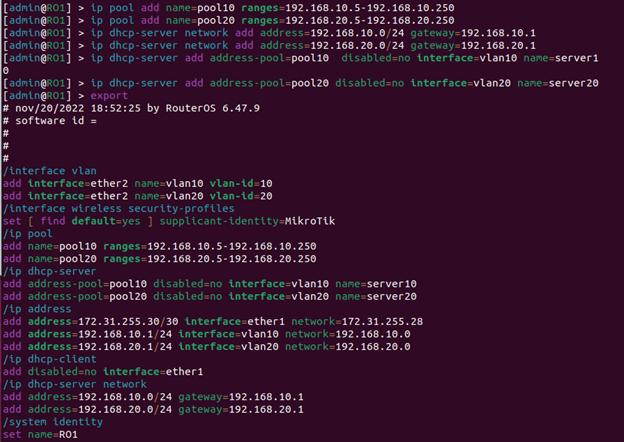 [admin@RO1] > ip pool add name=pool10 ranges=192.168.10.5-192.168.10.250
[admin@RO1] > ip pool add name=pool20 ranges=192.168.20.5-192.168.20.250
[admin@RO1] > ip dhcp-server network add address=192.168.10.0/24 gateway=192.168.10.1
[admin@RO1] > ip dhcp-server network add address=192.168.20.0/24 gateway=192.168.20.1
[admin@RO1] > ip dhcp-server add address-pool=pool10  disabled=no interface=vlan10 name=server1
0
[admin@RO1] > ip dhcp-server add address-pool=pool20 disabled=no interface=vlan20 name=server20
[admin@RO1] > export
# nov/20/2022 18:52:25 by RouterOS 6.47.9
# software id =
#
#
#
/interface vlan
add interface=ether2 name=vlan10 vlan-id=10
add interface=ether2 name=vlan20 vlan-id=20
/interface wireless security-profiles
set [ find default=yes ] supplicant-identity=MikroTik
/ip pool
add name=pool10 ranges=192.168.10.5-192.168.10.250
add name=pool20 ranges=192.168.20.5-192.168.20.250
/ip dhcp-server
add address-pool=pool10 disabled=no interface=vlan10 name=server10
add address-pool=pool20 disabled=no interface=vlan20 name=server20
/ip address
add address=172.31.255.30/30 interface=ether1 network=172.31.255.28
add address=192.168.10.1/24 interface=vlan10 network=192.168.10.0
add address=192.168.20.1/24 interface=vlan20 network=192.168.20.0
/ip dhcp-client
add disabled=no interface=ether1
/ip dhcp-server network
add address=192.168.10.0/24 gateway=192.168.10.1
add address=192.168.20.0/24 gateway=192.168.20.1
/system identity
set name=RO1